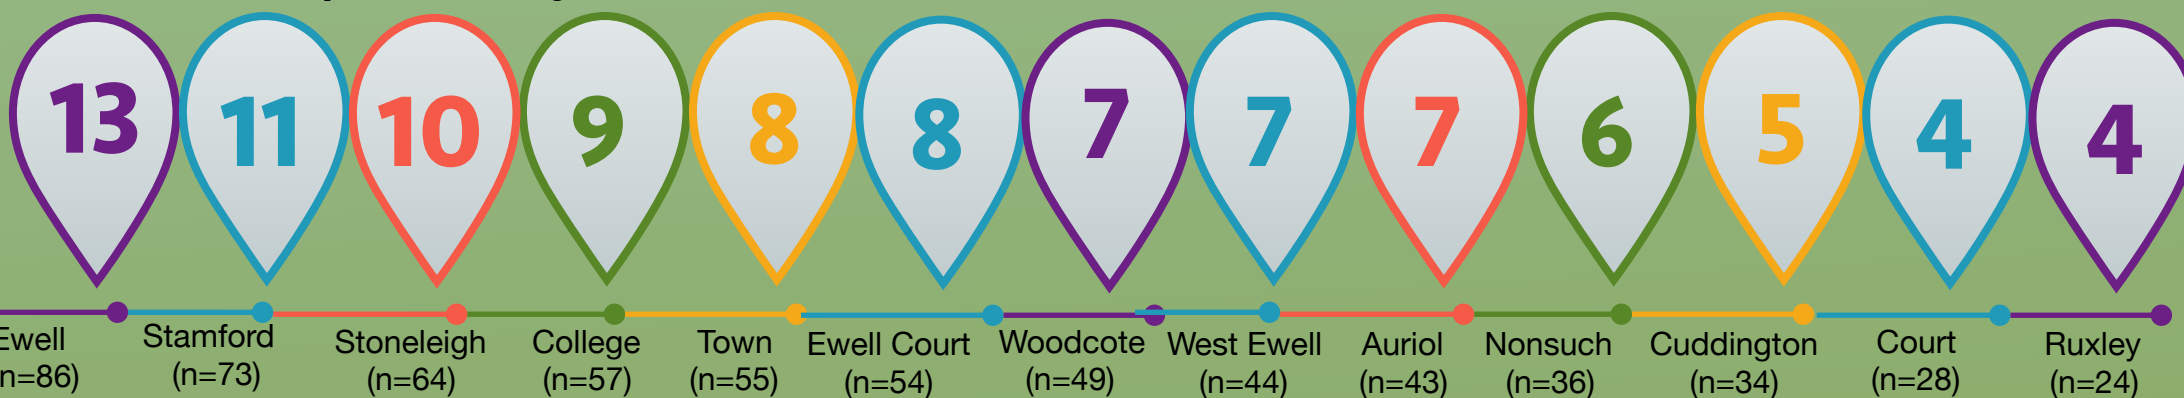 13 11 10 9 8 8 7 7 7 6 5 4 4
Ewell Stamford Stoneleigh College Town Ewell Court Woodcote West Ewell Auriol Nonsuch Cuddington Court Ruxley
n=86) (n=73) (n=64) (n=57) (n=55) (n=54) (n=49) (n=44) (n=43) (n=36) (n=34) (n=28) (n=24)